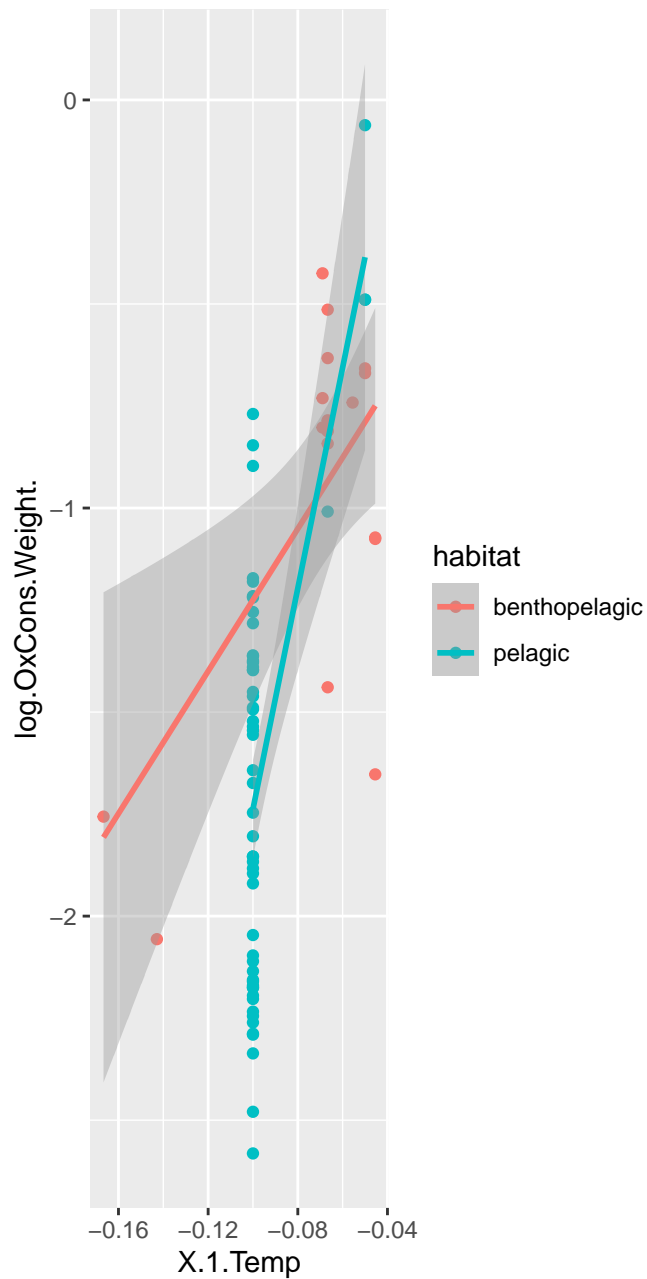 0
−1
−2
log.OxCons.Weight.
−0.16 −0.12 −0.08 −0.04
X.1.Temp
habitat
benthopelagic
pelagic